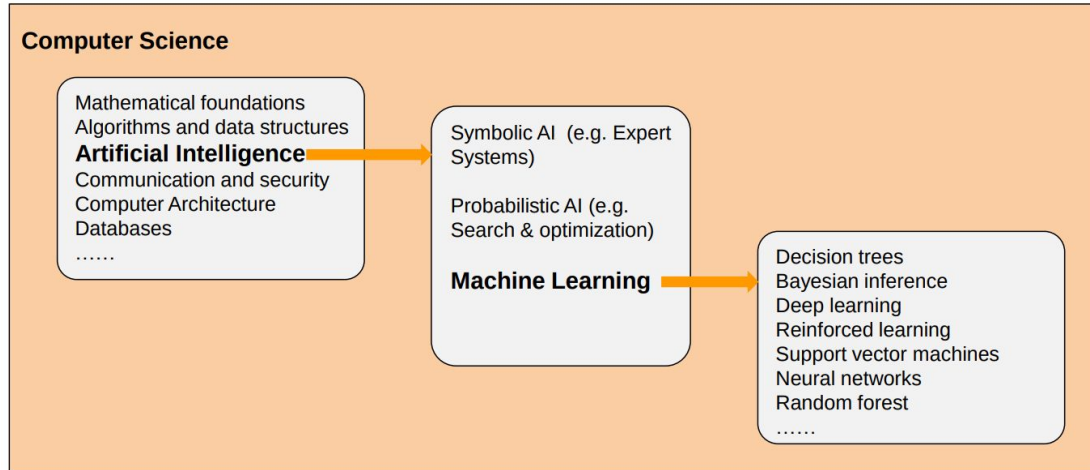 Computer Science
Mathematical foundations
Algorithms and data structures
Artificial Intelligence
Communication and security
Computer Architecture
Databases
......
Symbolic AI (e.g. Expert
Systems)
Probabilistic AI (e.g.
Search & optimization)
Machine Learning
Decision trees
Bayesian inference
Deep learning
Reinforced learning
Support vector machines
Neural networks
Random forest
......